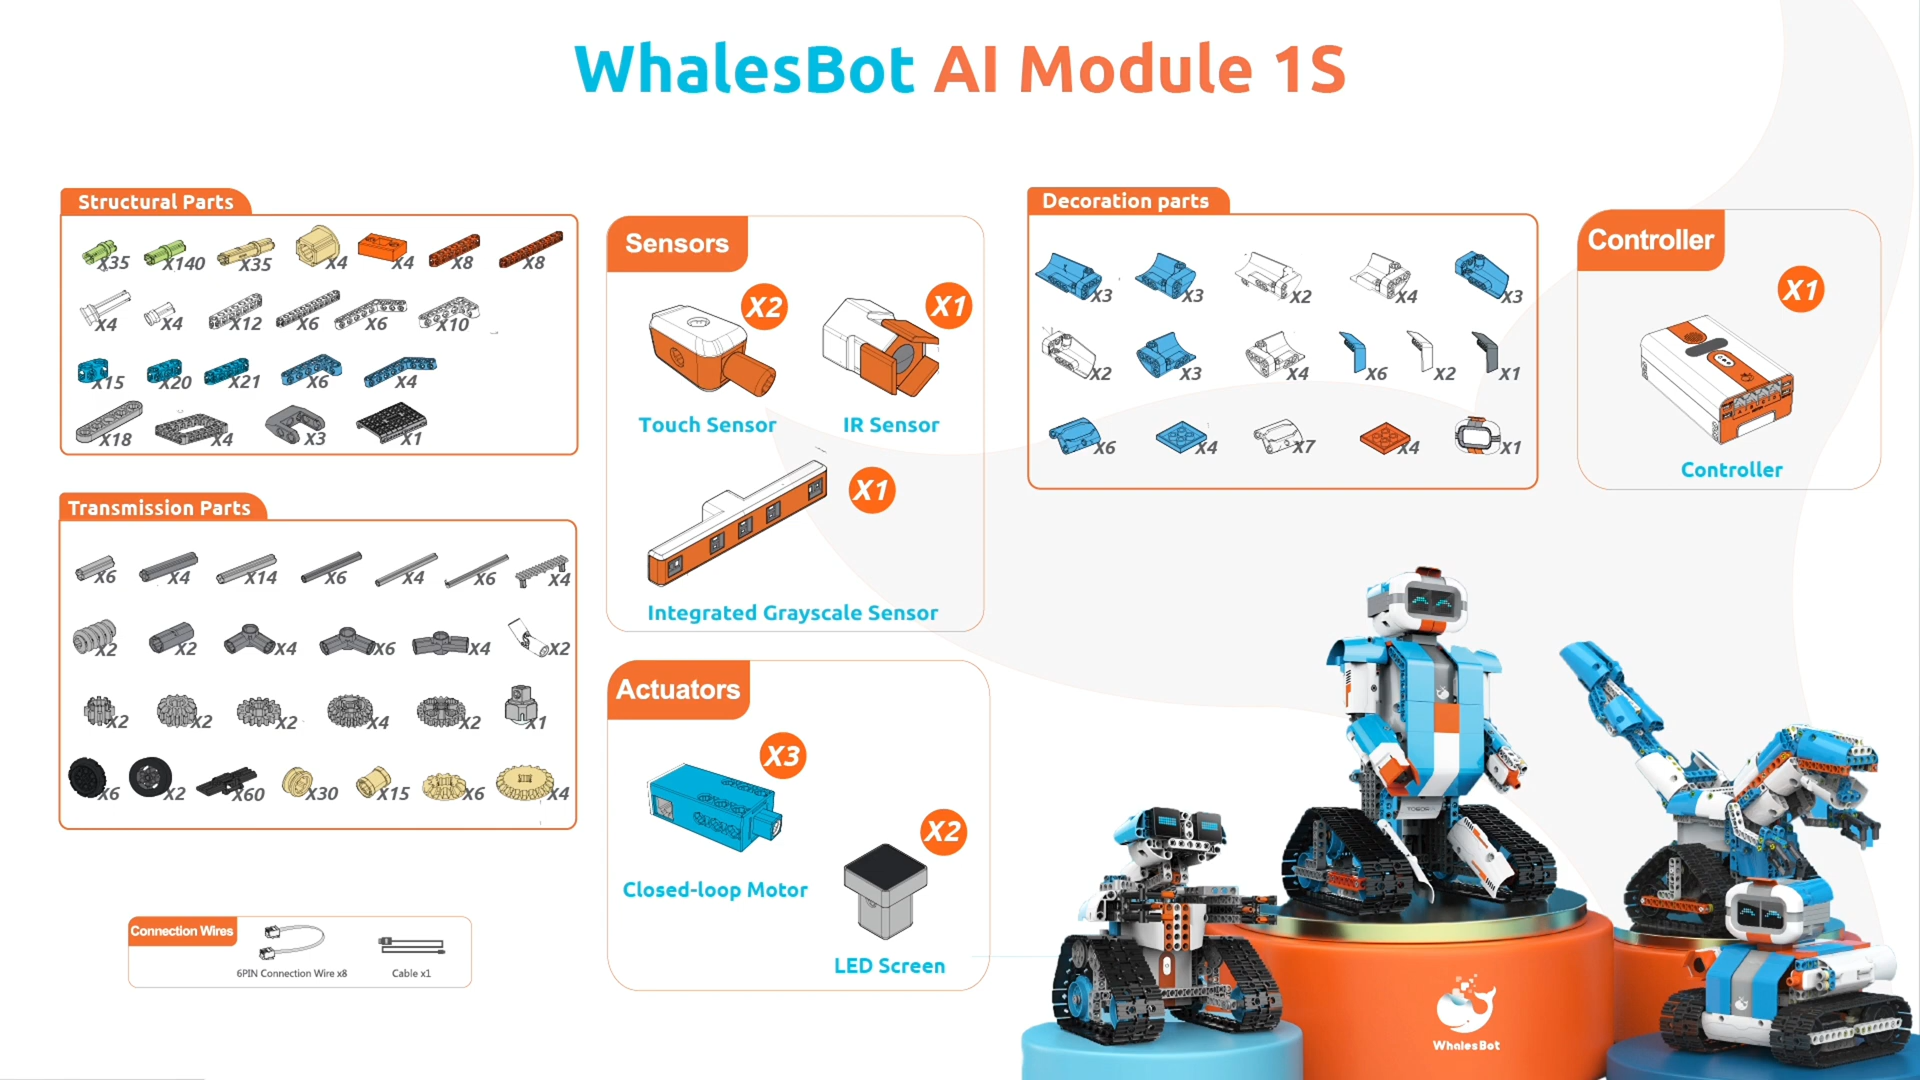 WhalesBot AI Module 1S
Structural Parts
X35 X140 X35 X4 X4 X8 X8
X4 X4 X12 X6 X6 X10
X15 X20 X21 X6 X4
X18 X4 X3 X1
Transmission Parts
X6 X4 X14 X6 X4 X6 X4
X2 X2 X4 X6 X4 X2
X2 X2 X2 X4 X2 X1
X6 X2 X60 X30 X15 X6 X4
Connection Wires
6PIN Connection Wire x8
Cable x1
Sensors
X2
X1
Touch Sensor
IR Sensor
X1
Integrated Grayscale Sensor
Actuators
X3
Closed-loop Motor
X2
LED Screen
Decoration parts
X3 X3 X2 X4 X3
X2 X3 X4 X6 X2 X1
X6 X4 X7 X4 X1
Controller
X1
Controller
WhalesBot